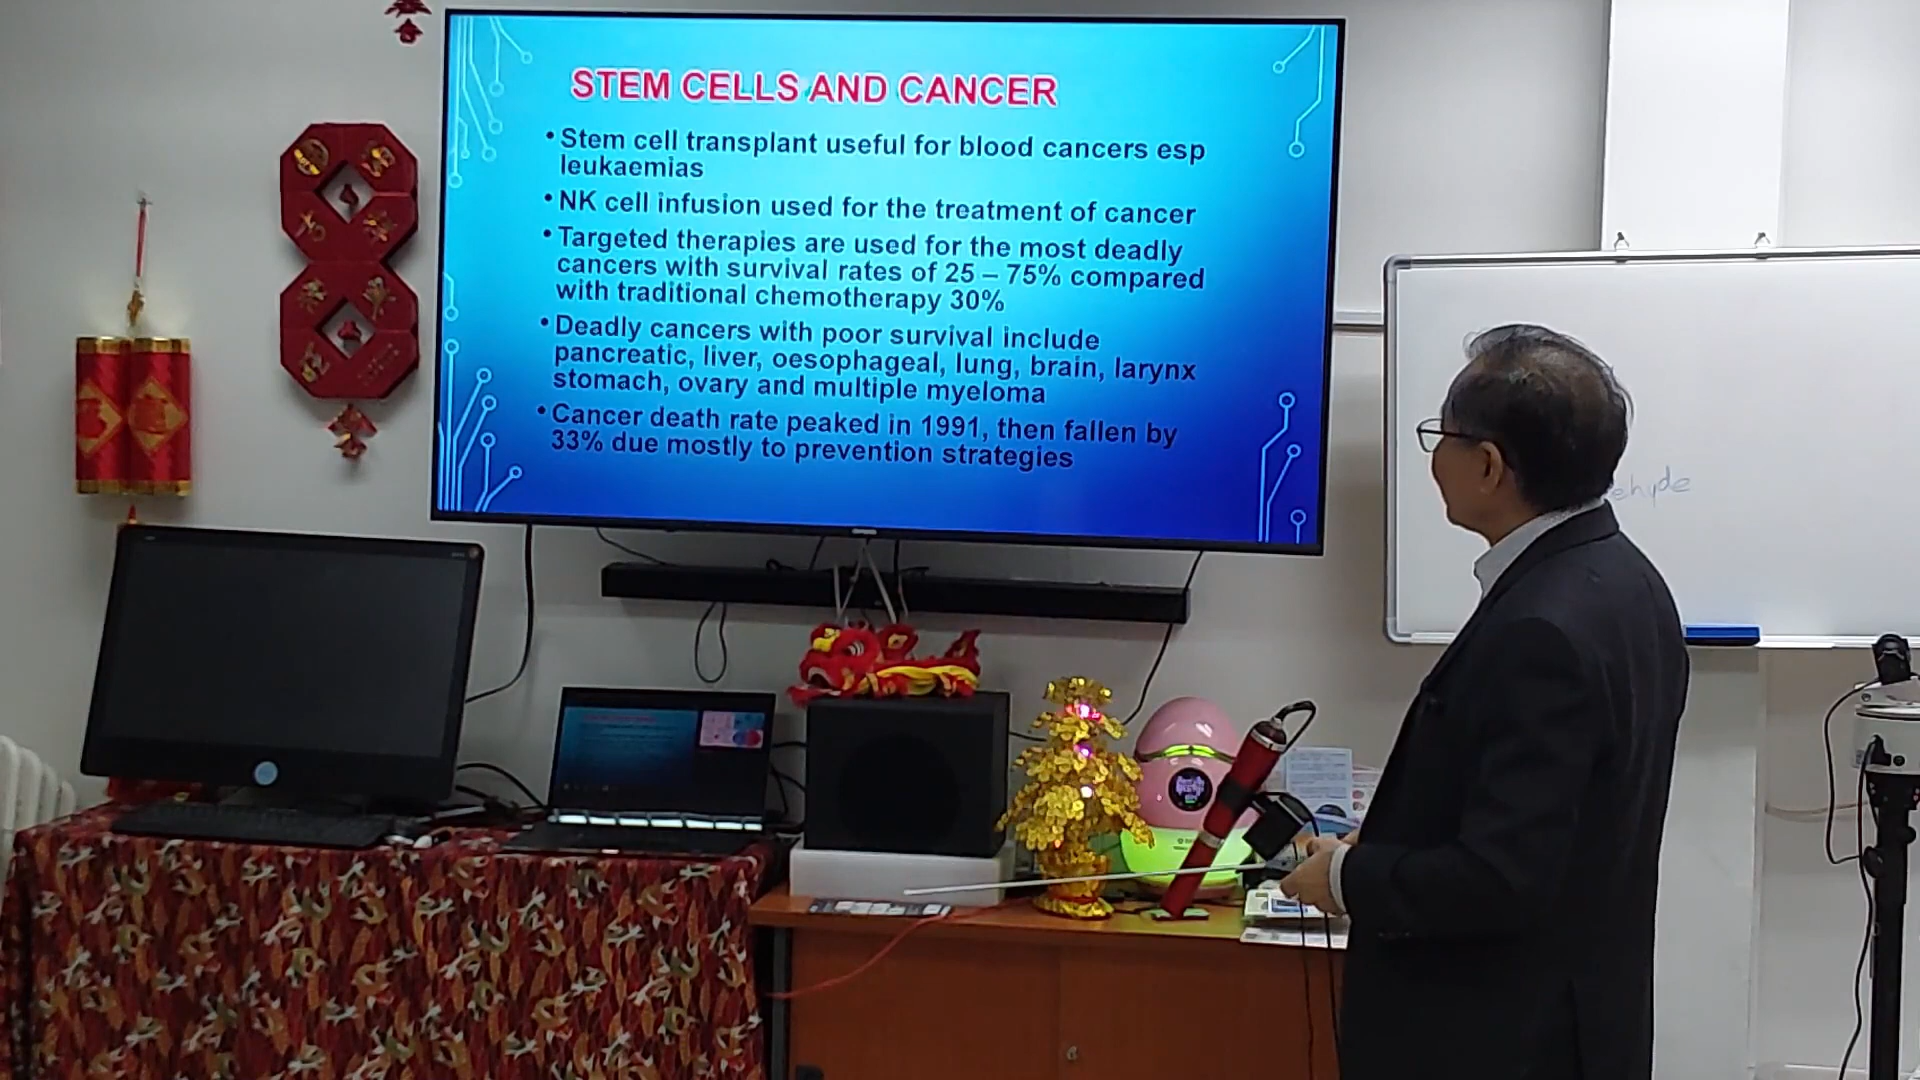 STEM CELLS AND CANCER
• Stem cell transplant useful for blood cancers esp
leukaemias
• NK cell infusion used for the treatment of cancer
• Targeted therapies are used for the most deadly
cancers with survival rates of 25 – 75% compared
with traditional chemotherapy 30%
• Deadly cancers with poor survival include
pancreatic, liver, oesophageal, lung, brain, larynx
stomach, ovary and multiple myeloma
• Cancer death rate peaked in 1991, then fallen by
33% due mostly to prevention strategies
ehyde